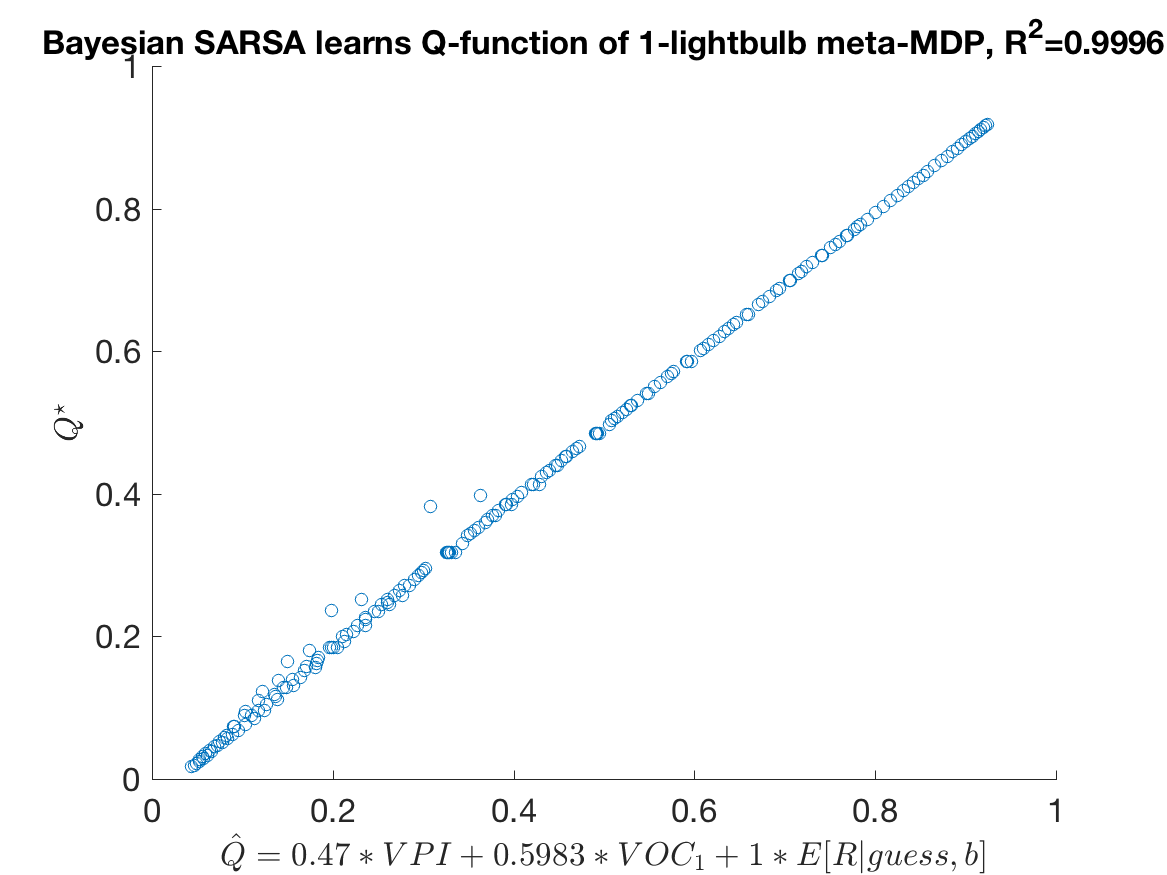 Bayesian SARSA learns Q-function of 1-lightbulb meta-MDP, R²=0.9996
1
0.8
0.6
0.4
0.2
0
Q⋆
0 0.2 0.4 0.6 0.8 1
Q̂ = 0.47 ∗ VPI + 0.5983 ∗ VOC₁ + 1 ∗ E[R|guess, b]